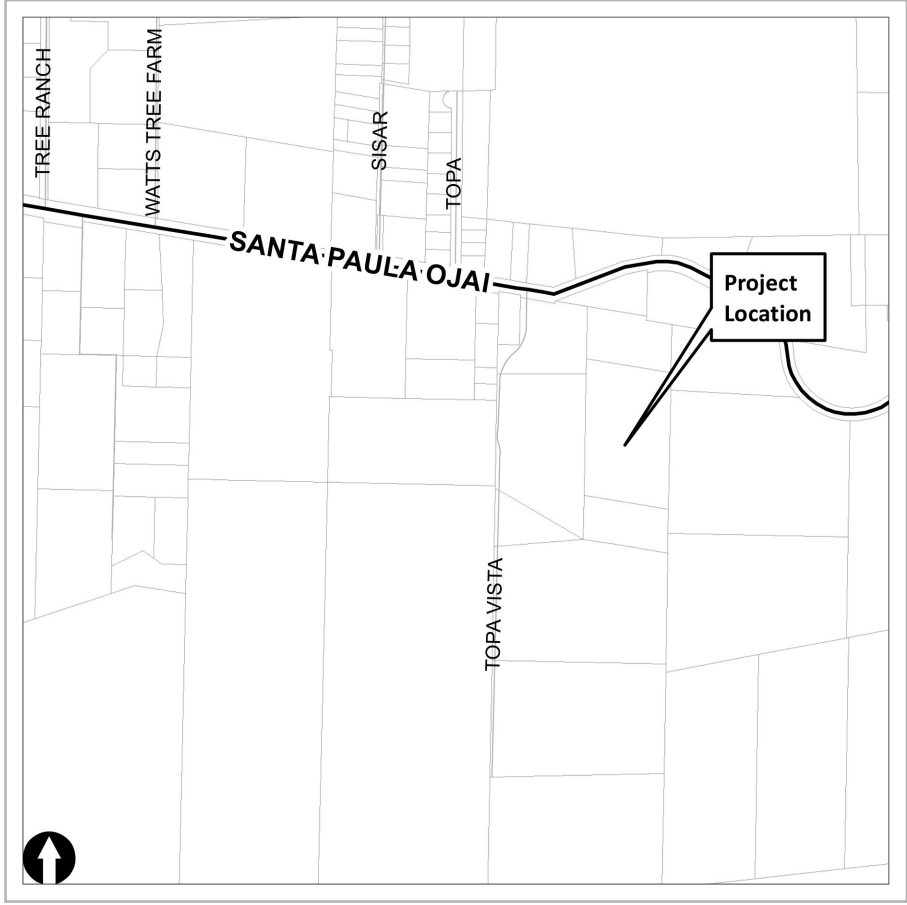 TREE RANCH
WATTS TREE FARM
SISAR
TOPA
SANTA PAULA OJAI
Project
Location
TOPA VISTA